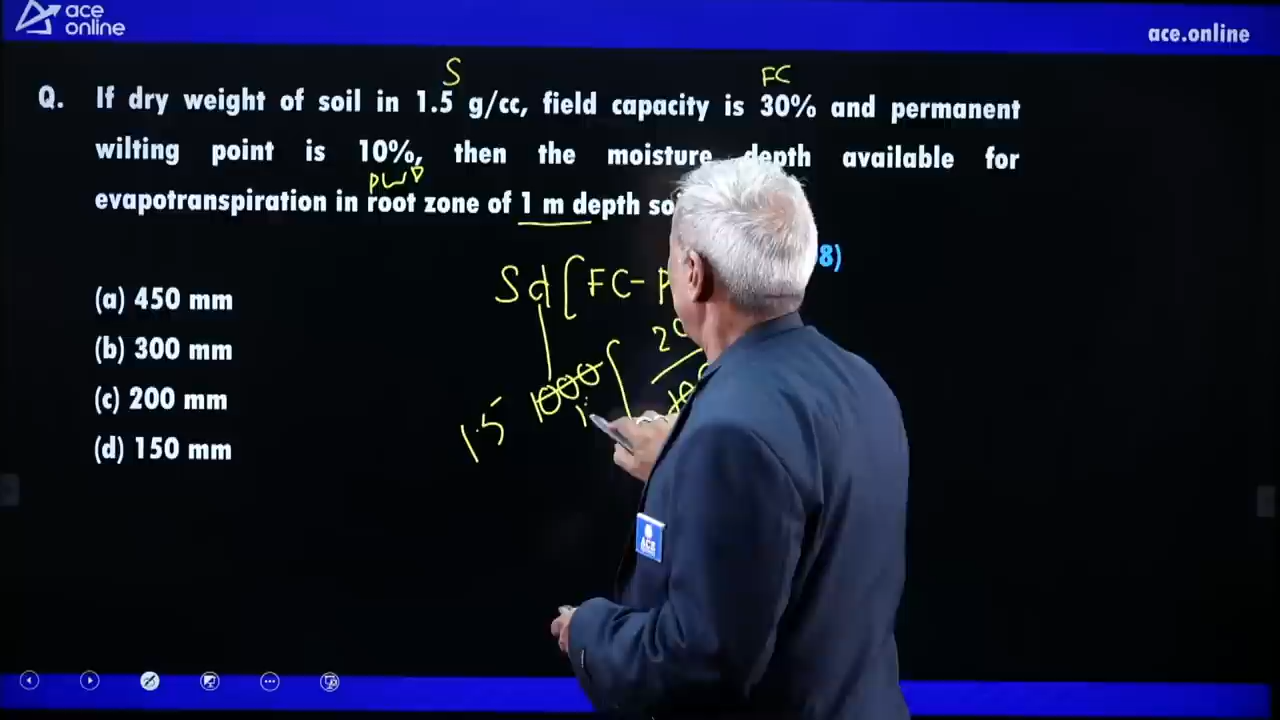 ace
online
ace.online
S
FC
Q. If dry weight of soil in 1.5 g/cc, field capacity is 30% and permanent
wilting point is 10%, then the moisture depth available for
PWP
evapotranspiration in root zone of 1 m depth
8)
Sd[FC-P
(a) 450 mm
(b) 300 mm
(c) 200 mm
(d) 150 mm
1.5 1000
ACE